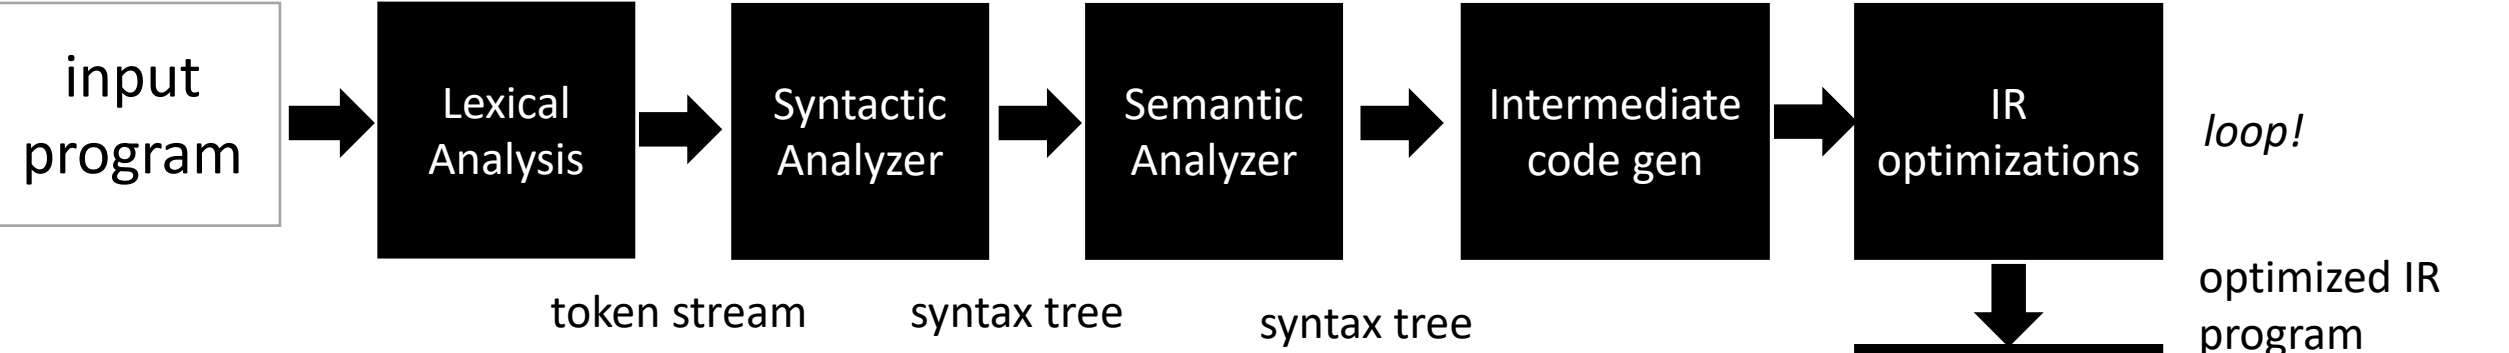 input
program
Lexical
Analysis
Syntactic
Analyzer
Semantic
Analyzer
Intermediate
code gen
IR
optimizations
loop!
token stream
syntax tree
syntax tree
optimized IR
program